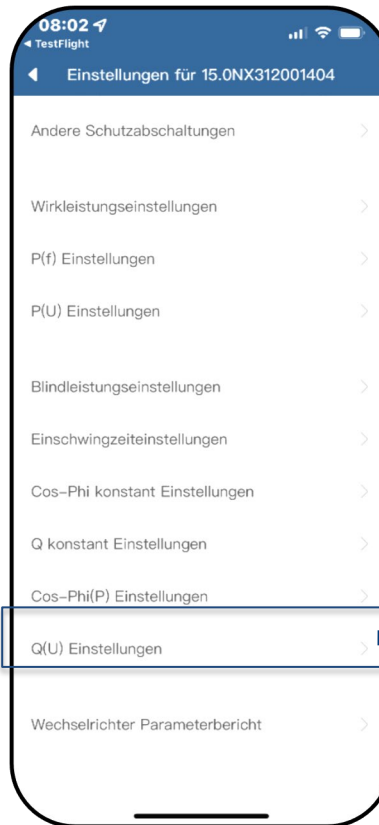 08:02
◀ TestFlight
Einstellungen für 15.0NX312001404
Andere Schutzabschaltungen
Wirkleistungseinstellungen
P(f) Einstellungen
P(U) Einstellungen
Blindleistungseinstellungen
Einschwingzeiteinstellungen
Cos-Phi konstant Einstellungen
Q konstant Einstellungen
Cos-Phi(P) Einstellungen
Q(U) Einstellungen
Wechselrichter Parameterbericht